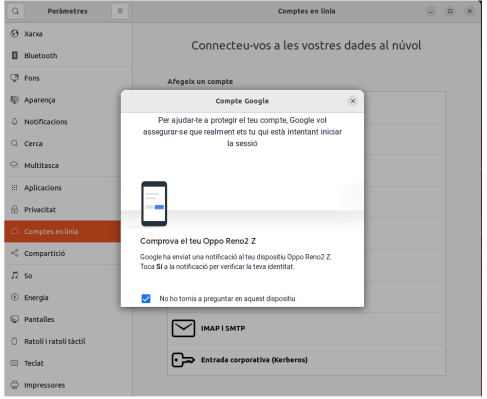 Paràmetres
Comptes en línia
Xarxa
Bluetooth
Fons
Aparença
Notificacions
Cerca
Multitasca
Aplicacions
Privacitat
Comptes en línia
Compartició
So
Energia
Pantalles
Ratolí i ratolí tàctil
Teclat
Impressores
Connecteu-vos a les vostres dades al núvol
Afegeix un compte
Compte Google
Per ajudar-te a protegir el teu compte, Google vol
assegurar-se que realment ets tu qui està intentant iniciar
la sessió
Comprova el teu Oppo Reno2 Z
Google ha enviat una notificació al teu dispositiu Oppo Reno2 Z.
Toca Sí a la notificació per verificar la teva identitat.
No ho tornis a preguntar en aquest dispositiu
IMAP i SMTP
Entrada corporativa (Kerberos)